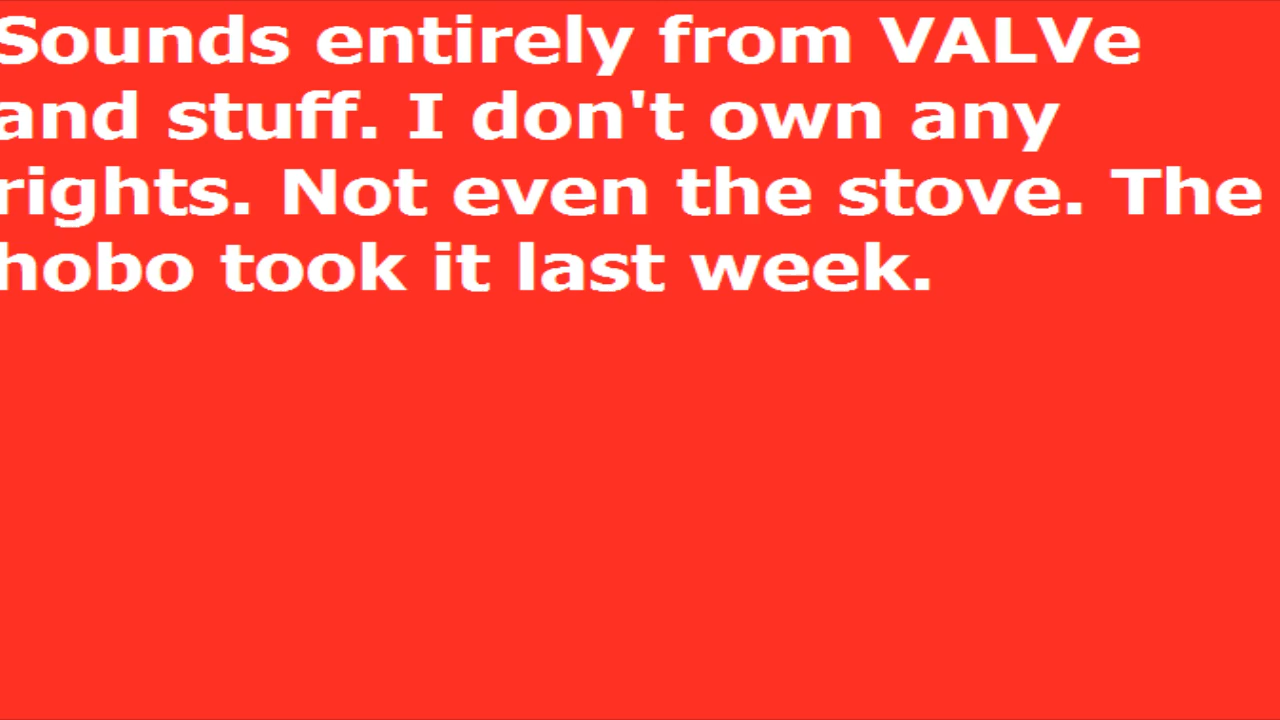 Sounds entirely from VALVe
and stuff. I don't own any
rights. Not even the stove. The
hobo took it last week.